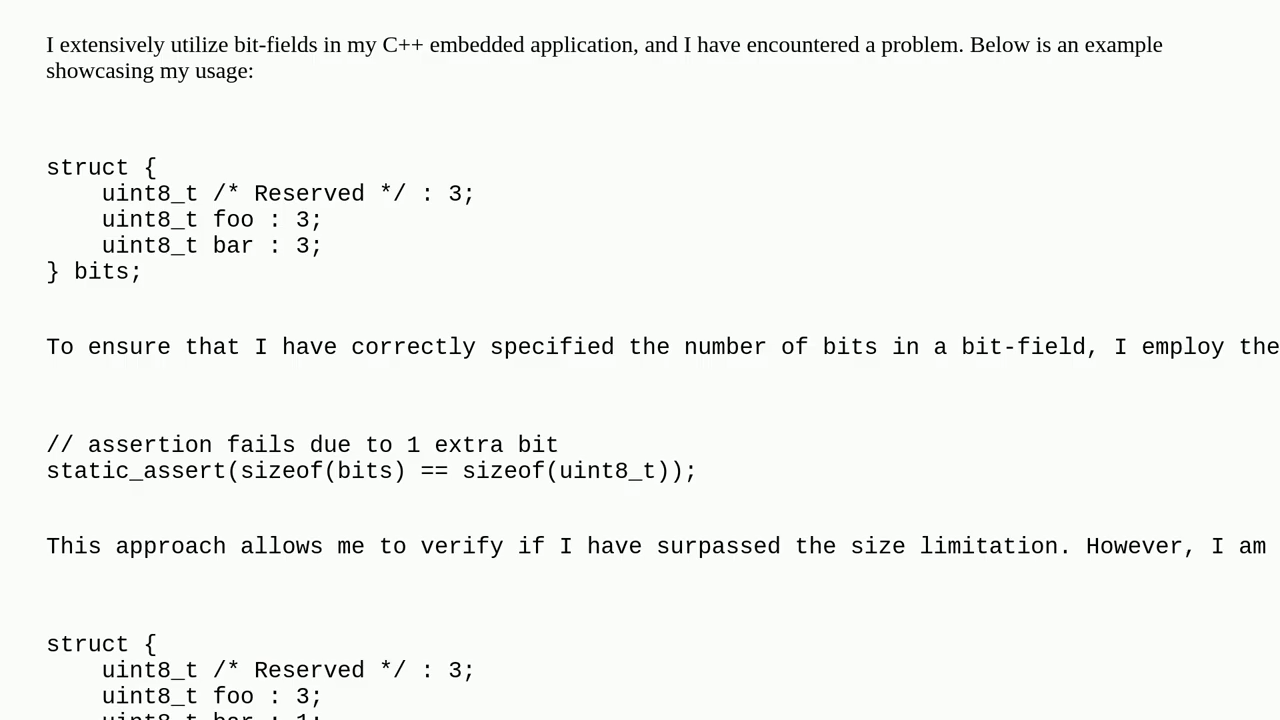 I extensively utilize bit-fields in my C++ embedded application, and I have encountered a problem. Below is an example
showcasing my usage:
struct {
    uint8_t /* Reserved */ : 3;
    uint8_t foo : 3;
    uint8_t bar : 3;
} bits;
To ensure that I have correctly specified the number of bits in a bit-field, I employ the
// assertion fails due to 1 extra bit
static_assert(sizeof(bits) == sizeof(uint8_t));
This approach allows me to verify if I have surpassed the size limitation. However, I am
struct {
    uint8_t /* Reserved */ : 3;
    uint8_t foo : 3;
    uint8_t bar : 1;